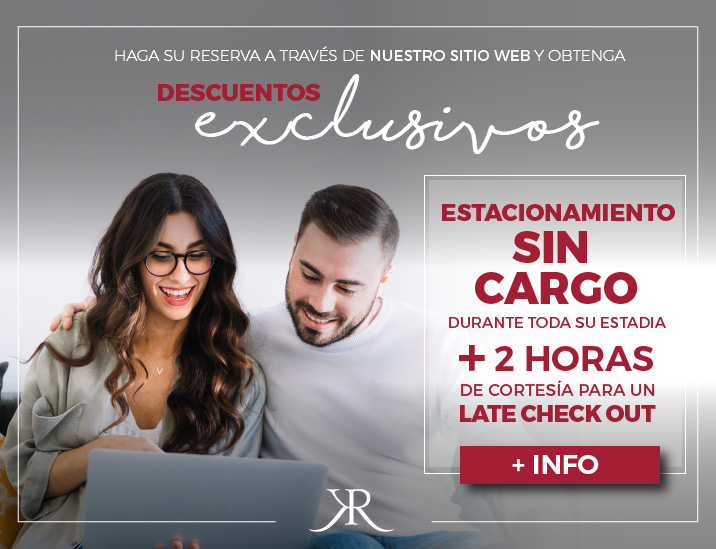 HAGA SU RESERVA A TRAVÉS DE NUESTRO SITIO WEB Y OBTENGA
DESCUENTOS
exclusivos
ESTACIONAMIENTO
SIN
CARGO
DURANTE TODA SU ESTADIA
+ 2 HORAS
DE CORTESÍA PARA UN
LATE CHECK OUT
+ INFO
V
KR